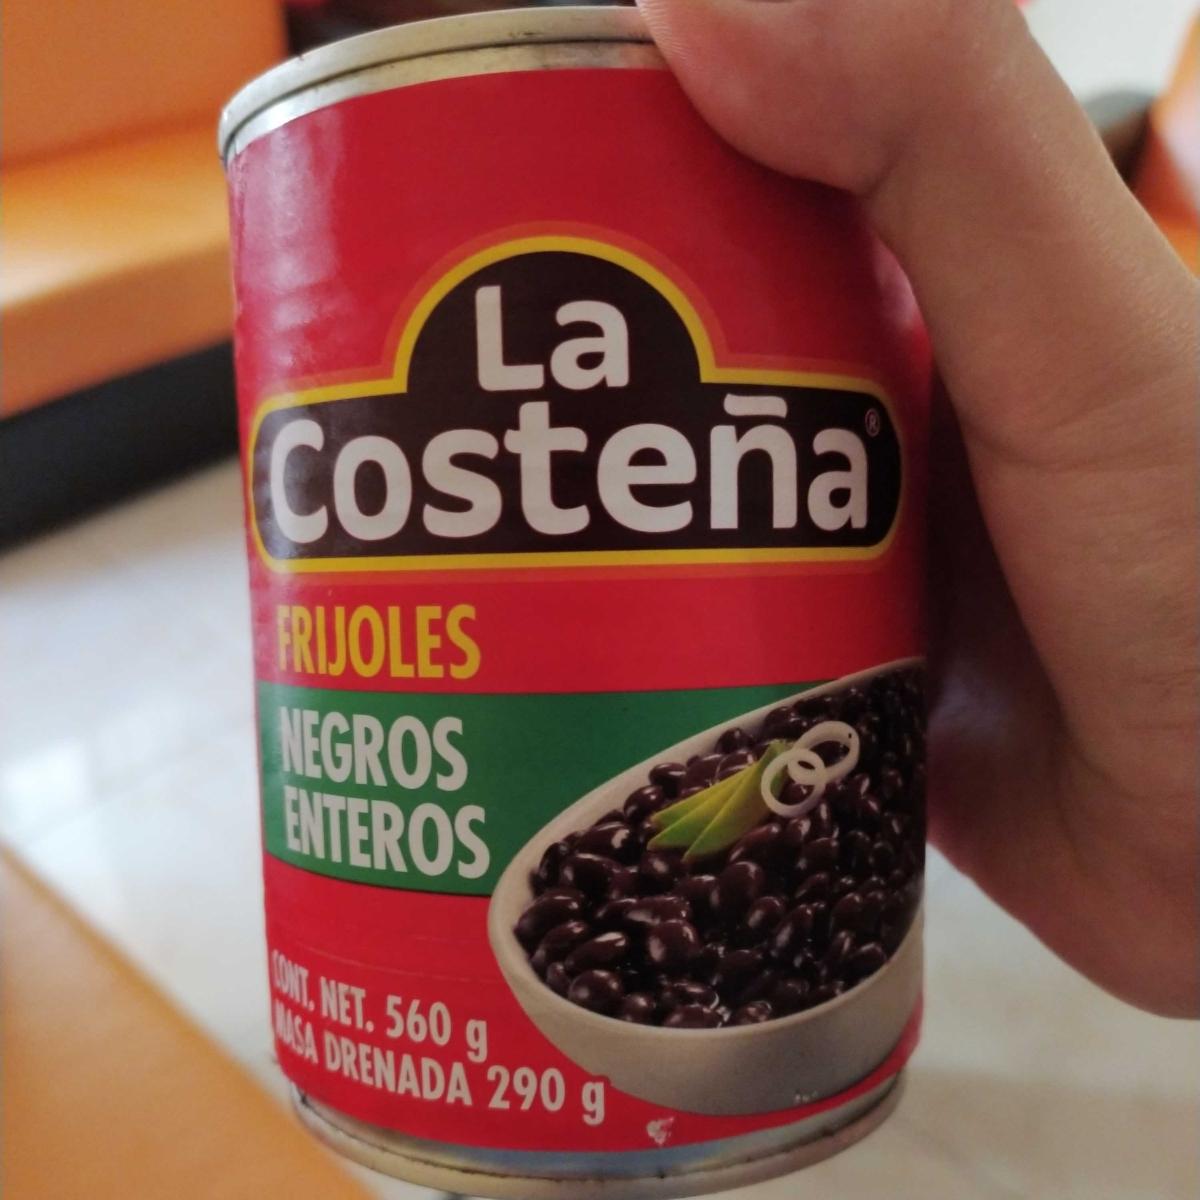 La
Costeña®
FRIJOLES
NEGROS
ENTEROS
CONT. NET. 560 g
MASA DRENADA 290 g